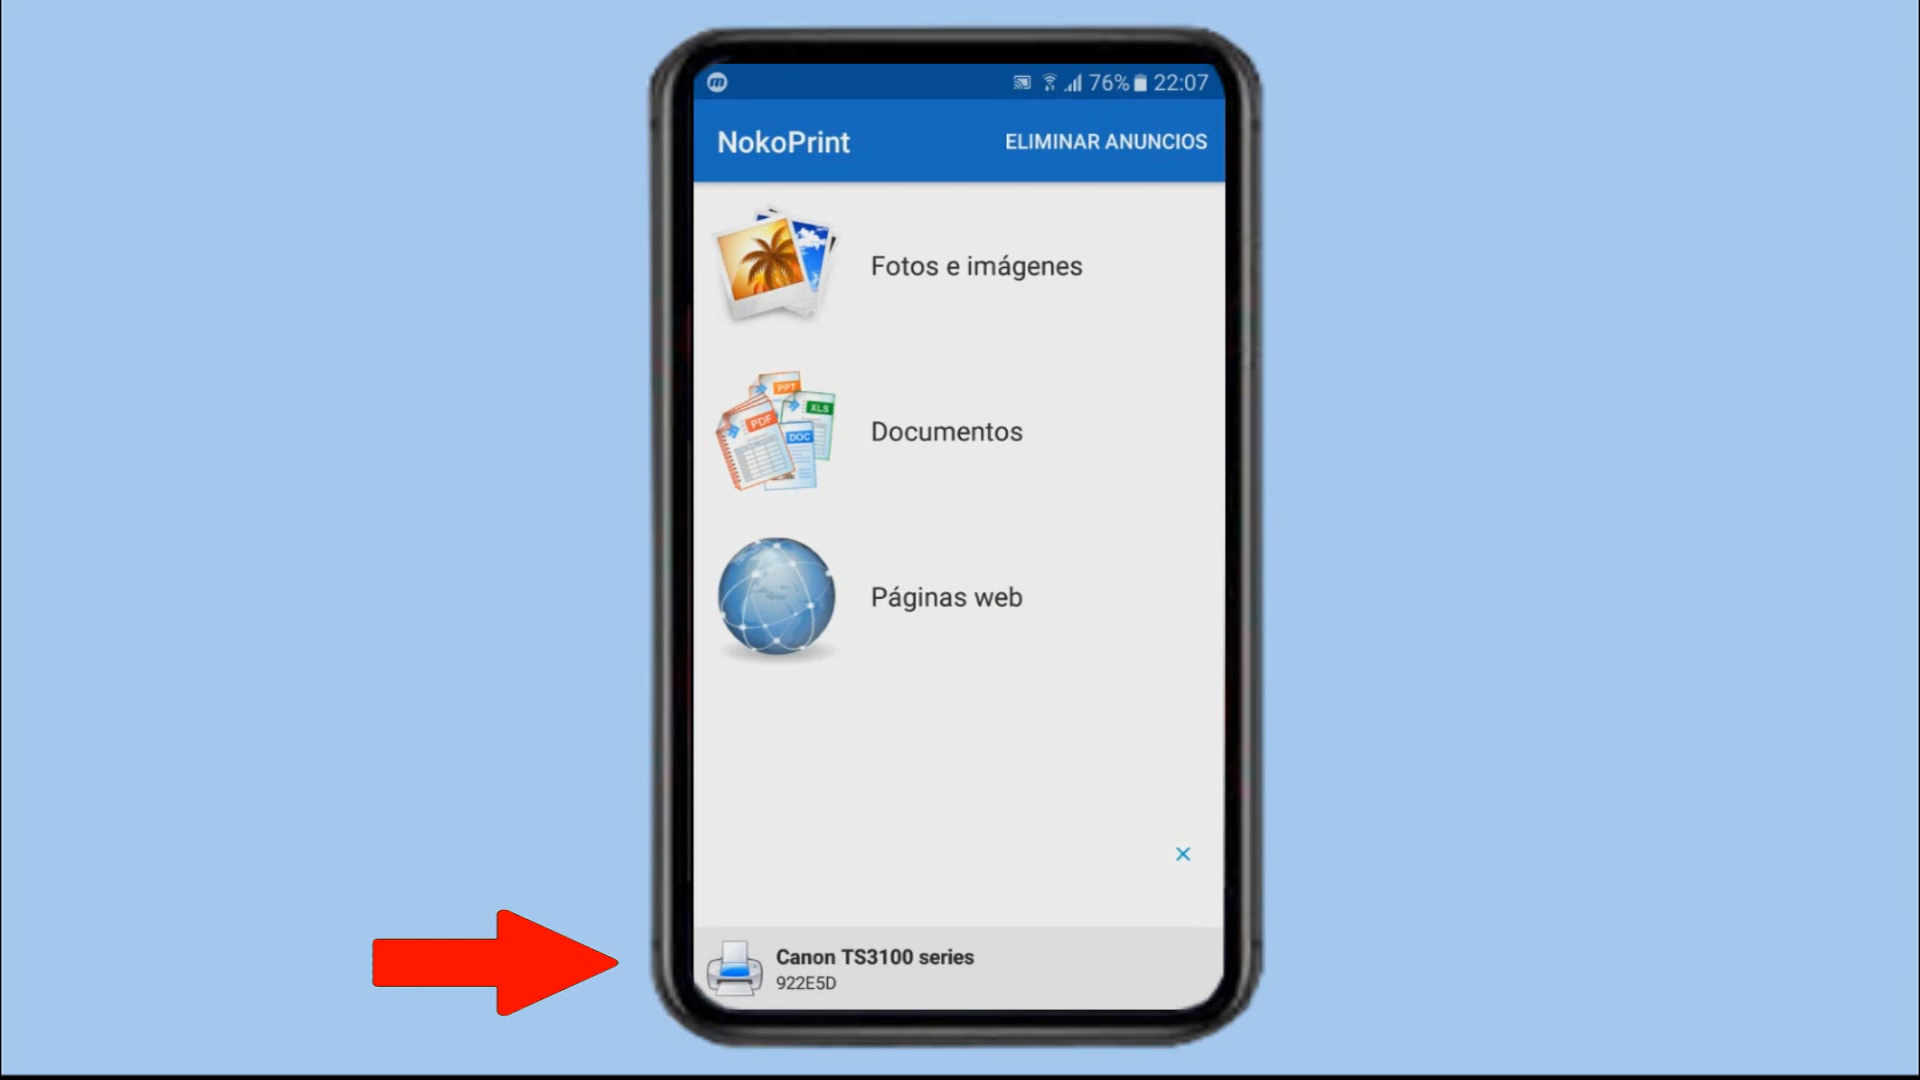 m 76% 22:07
NokoPrint ELIMINAR ANUNCIOS
Fotos e imágenes
PPT
XLS
PDF
DOC
Documentos
Páginas web
Canon TS3100 series
922E5D